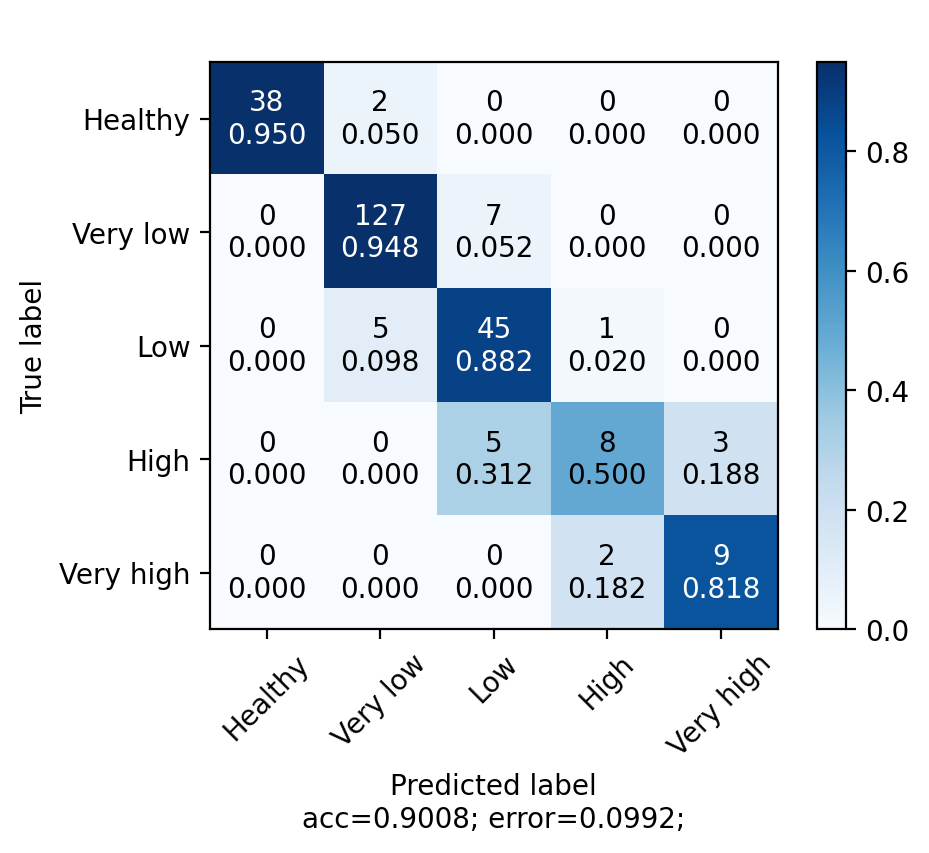 38 2 0 0 0
Healthy
0.950 0.050 0.000 0.000 0.000
0 127 7 0 0
Very low
0.000 0.948 0.052 0.000 0.000
0 5 45 1 0
Low
0.000 0.098 0.882 0.020 0.000
0 0 5 8 3
High
0.000 0.000 0.312 0.500 0.188
0 0 0 2 9
Very high
0.000 0.000 0.000 0.182 0.818
True label
0.8
0.6
0.4
0.2
0.0
Healthy
Very low
Low
High
Very high
Predicted label
acc=0.9008; error=0.0992;